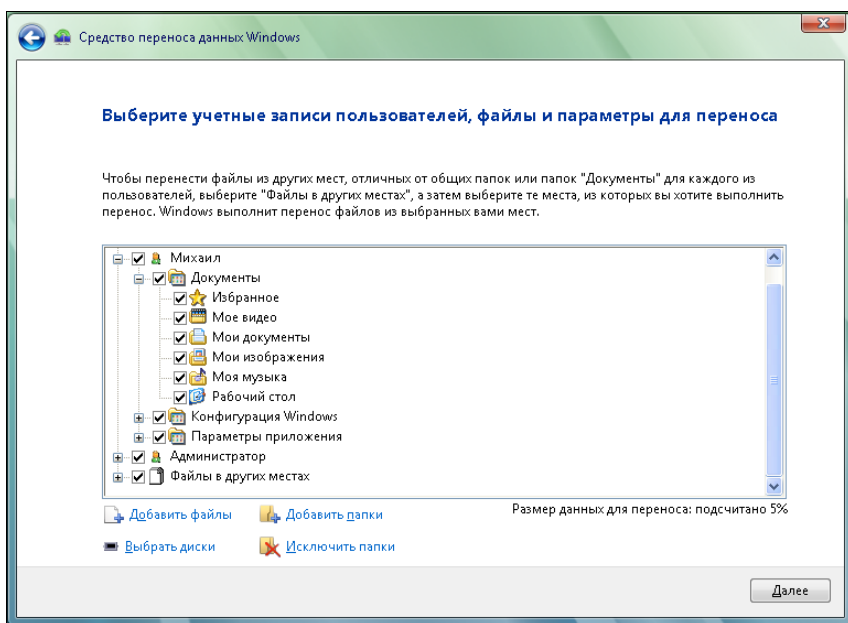 Средство переноса данных Windows
Выберите учетные записи пользователей, файлы и параметры для переноса
Чтобы перенести файлы из других мест, отличных от общих папок или папок "Документы" для каждого из
пользователей, выберите "Файлы в других местах", а затем выберите те места, из которых вы хотите выполнить
перенос. Windows выполнит перенос файлов из выбранных вами мест.
Михаил
Документы
Избранное
Мое видео
Мои документы
Мои изображения
Моя музыка
Рабочий стол
Конфигурация Windows
Параметры приложения
Администратор
Файлы в других местах
Добавить файлы Добавить папки Размер данных для переноса: подсчитано 5%
Выбрать диски Исключить папки
Далее